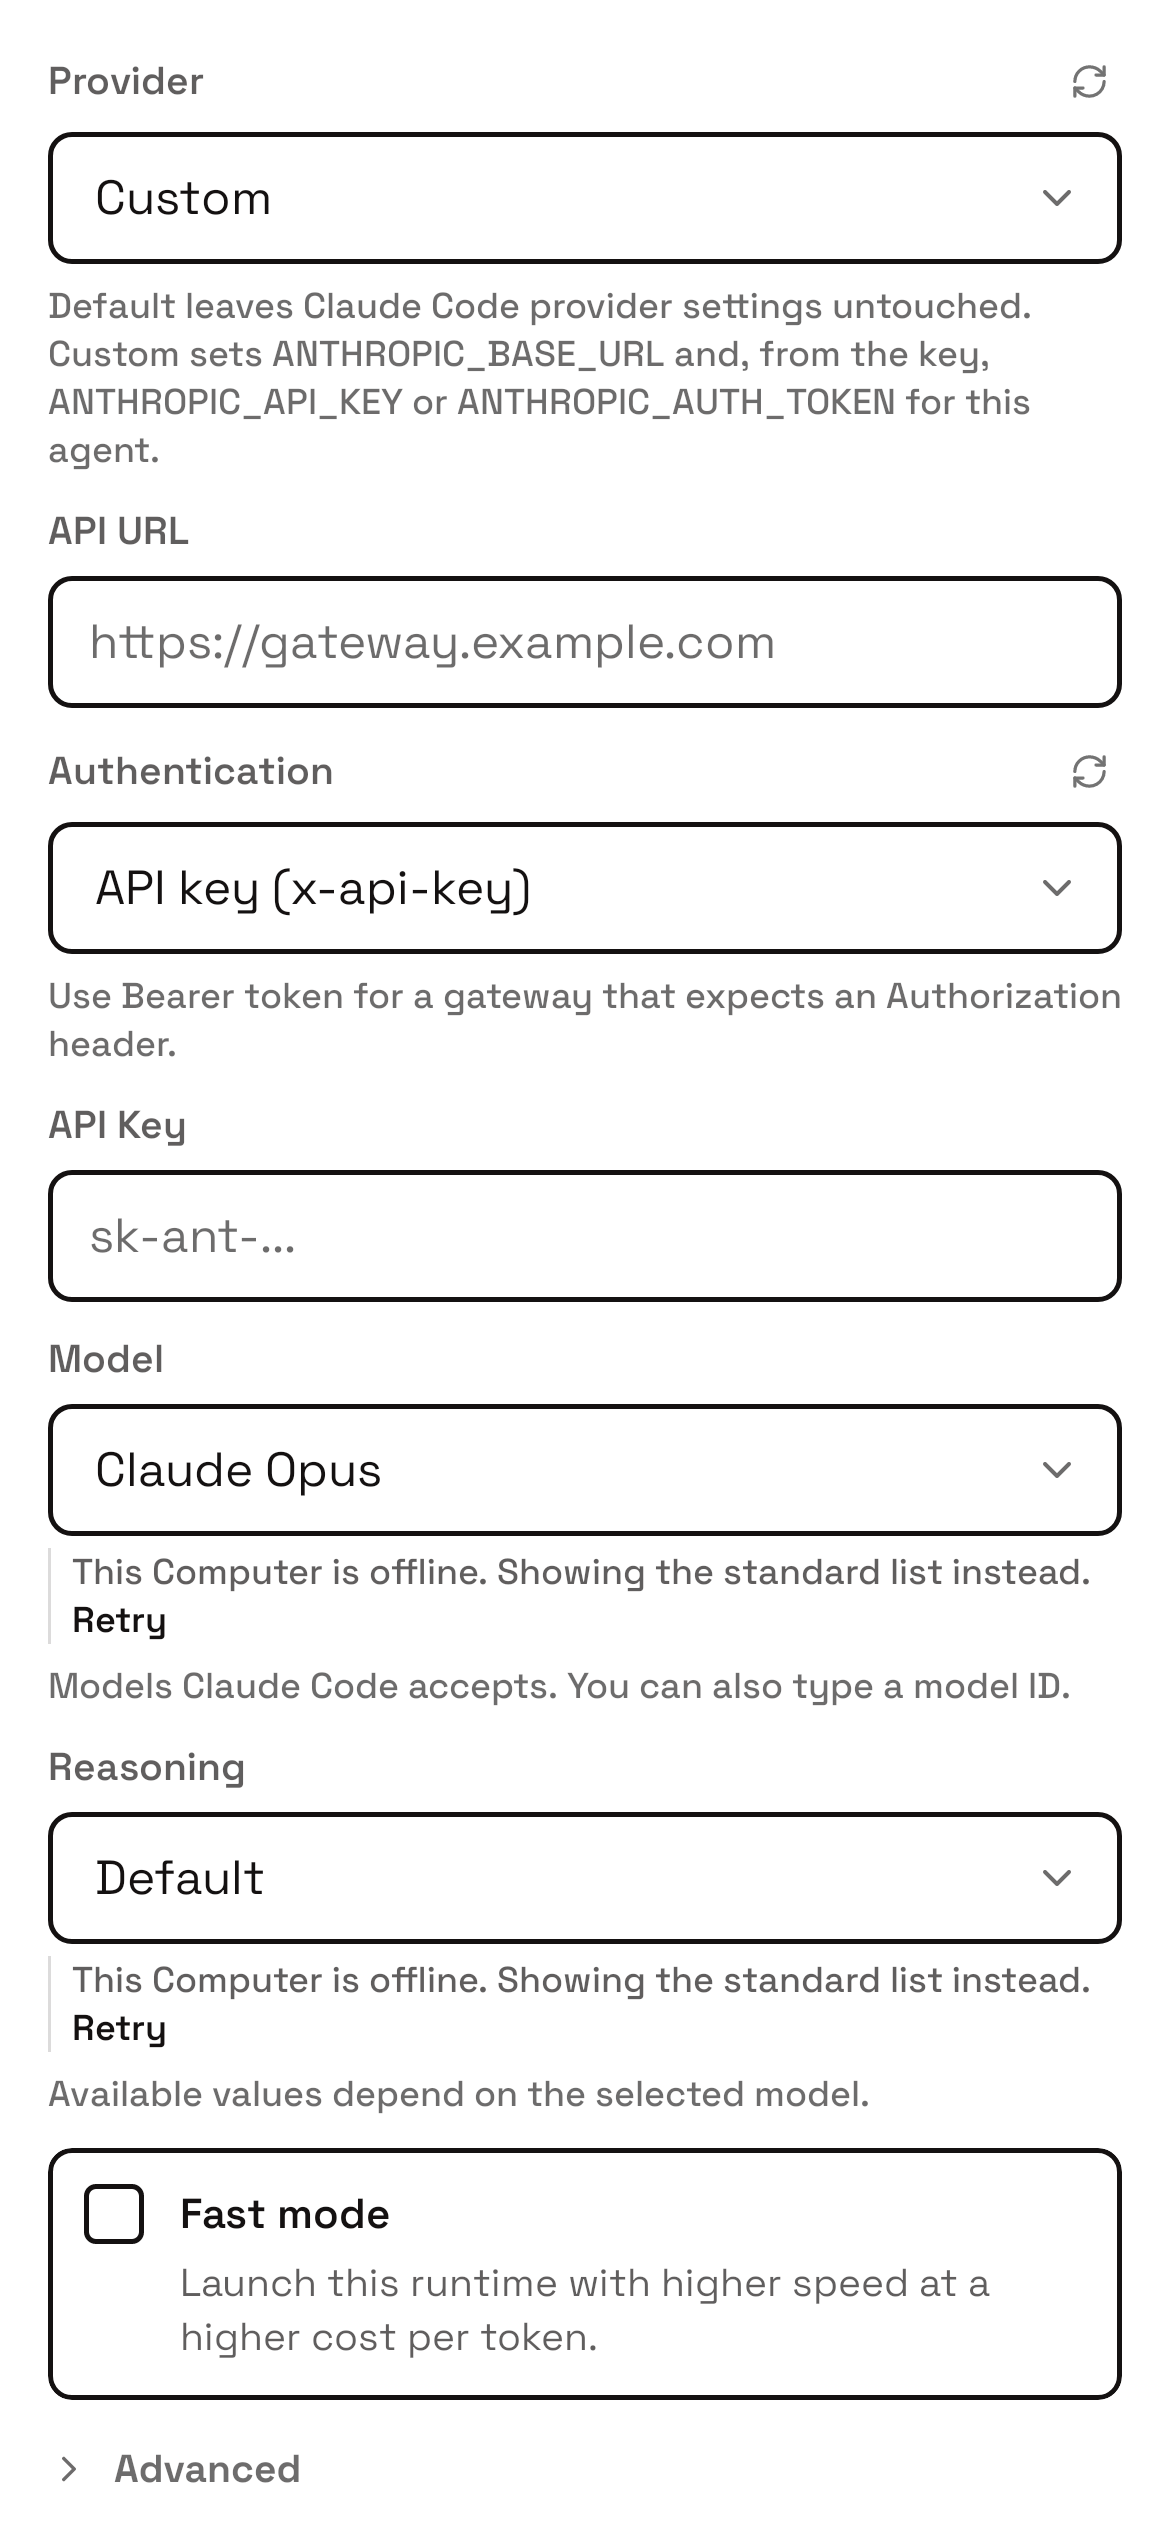 Provider
Custom
Default leaves Claude Code provider settings untouched.
Custom sets ANTHROPIC_BASE_URL and, from the key,
ANTHROPIC_API_KEY or ANTHROPIC_AUTH_TOKEN for this
agent.
API URL
https://gateway.example.com
Authentication
API key (x-api-key)
Use Bearer token for a gateway that expects an Authorization
header.
API Key
sk-ant-...
Model
Claude Opus
This Computer is offline. Showing the standard list instead.
Retry
Models Claude Code accepts. You can also type a model ID.
Reasoning
Default
This Computer is offline. Showing the standard list instead.
Retry
Available values depend on the selected model.
Fast mode
Launch this runtime with higher speed at a
higher cost per token.
Advanced